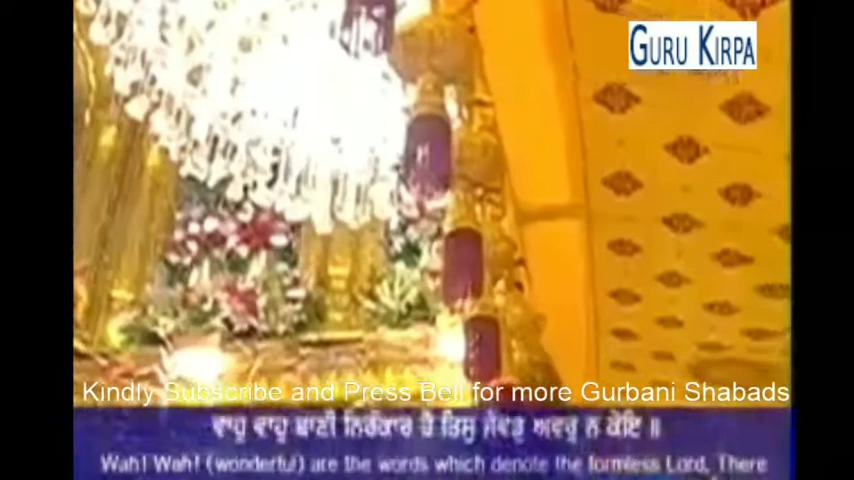 GURU KIRPA
Kindly Subscribe and Press Bell for more Gurbani Shabads
ਵਾਹੁ ਵਾਹੁ ਬਾਣੀ ਨਿਰੰਕਾਰ ਹੈ ਤਿਸੁ ਜੇਵਡੁ ਅਵਰੁ ਨ ਕੋਇ ॥
Wah! Wah! (wonderful) are the words which denote the formless Lord, There